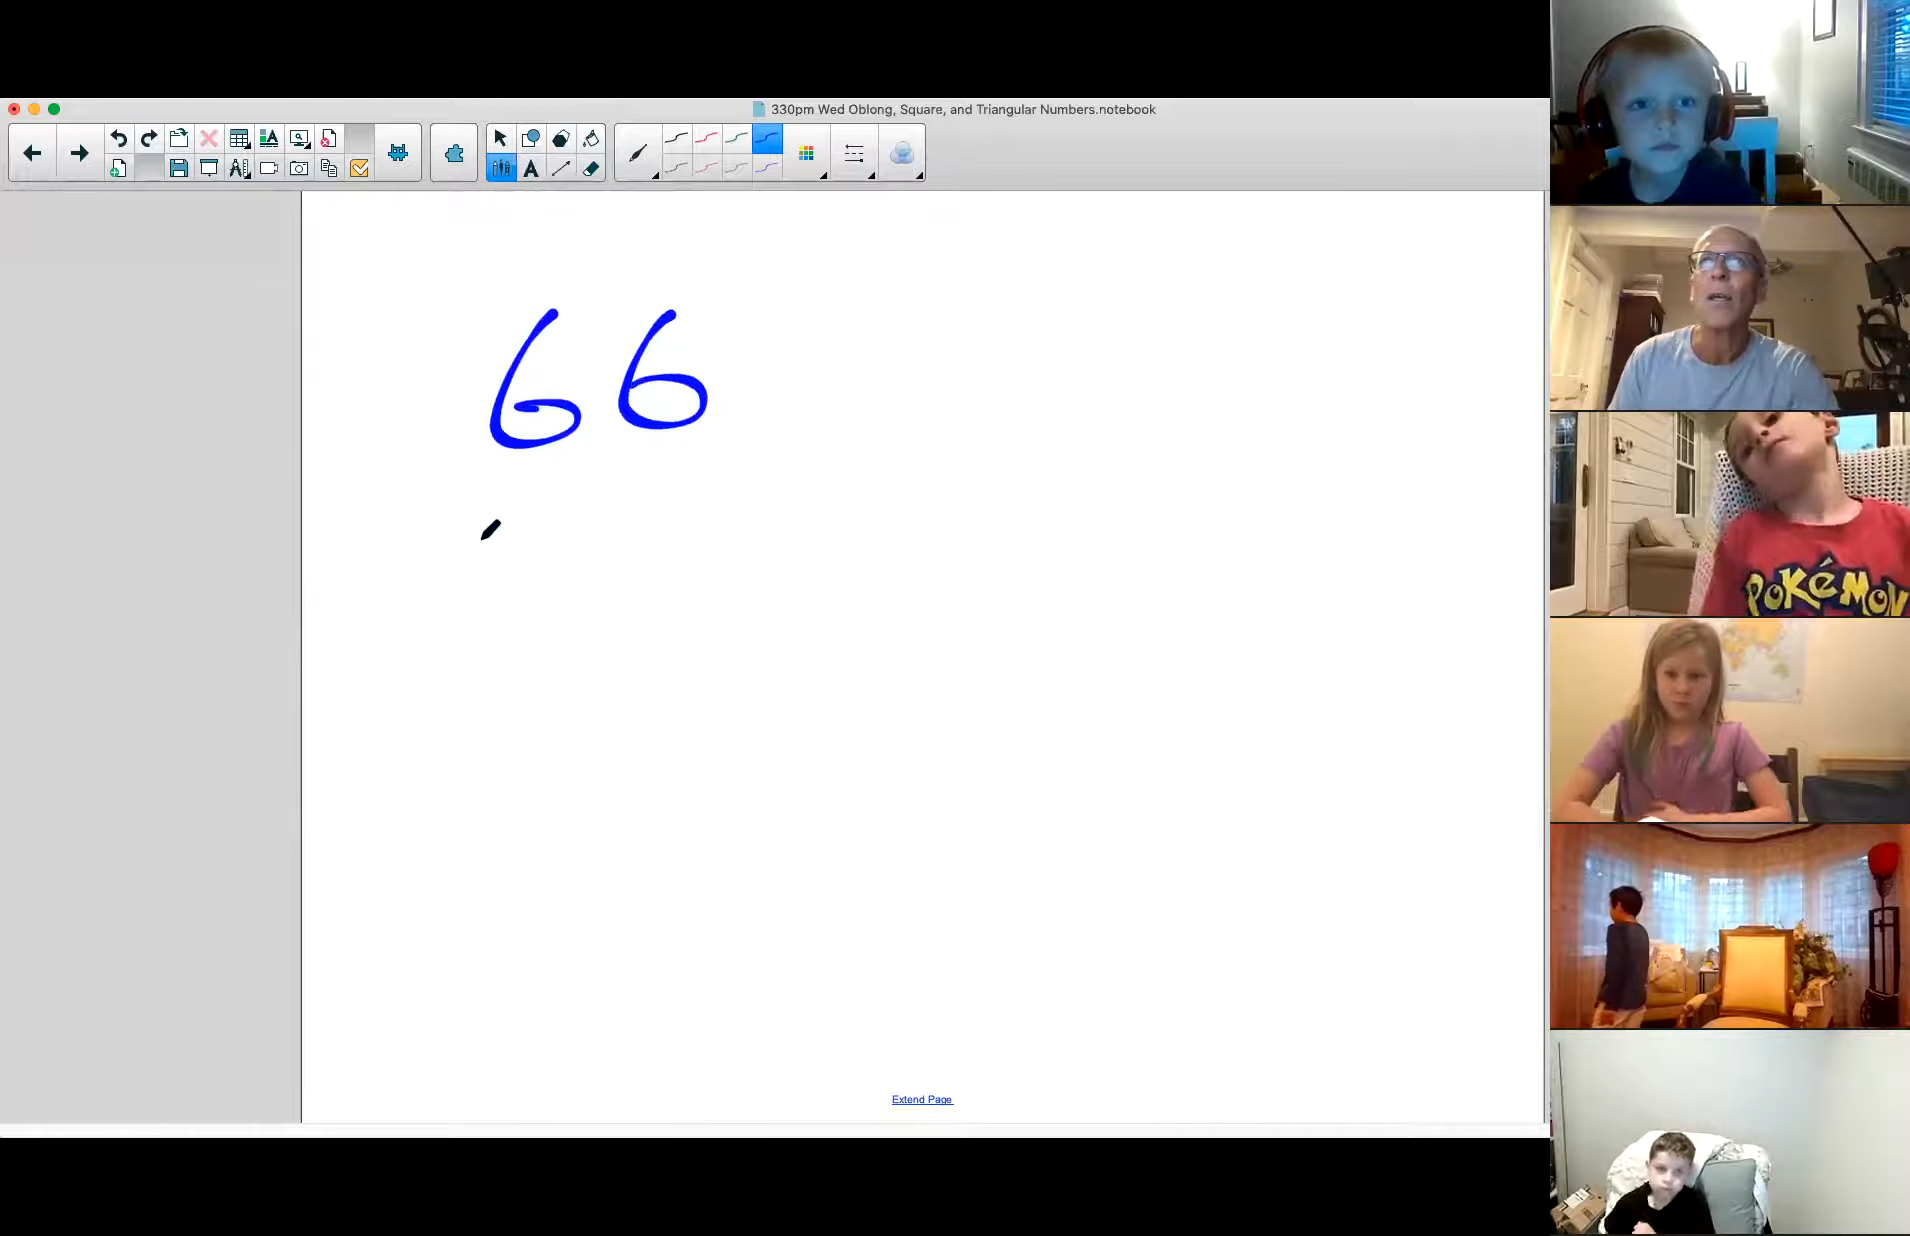 330pm Wed Oblong, Square, and Triangular Numbers.notebook
66
POKéMON
Extend Page